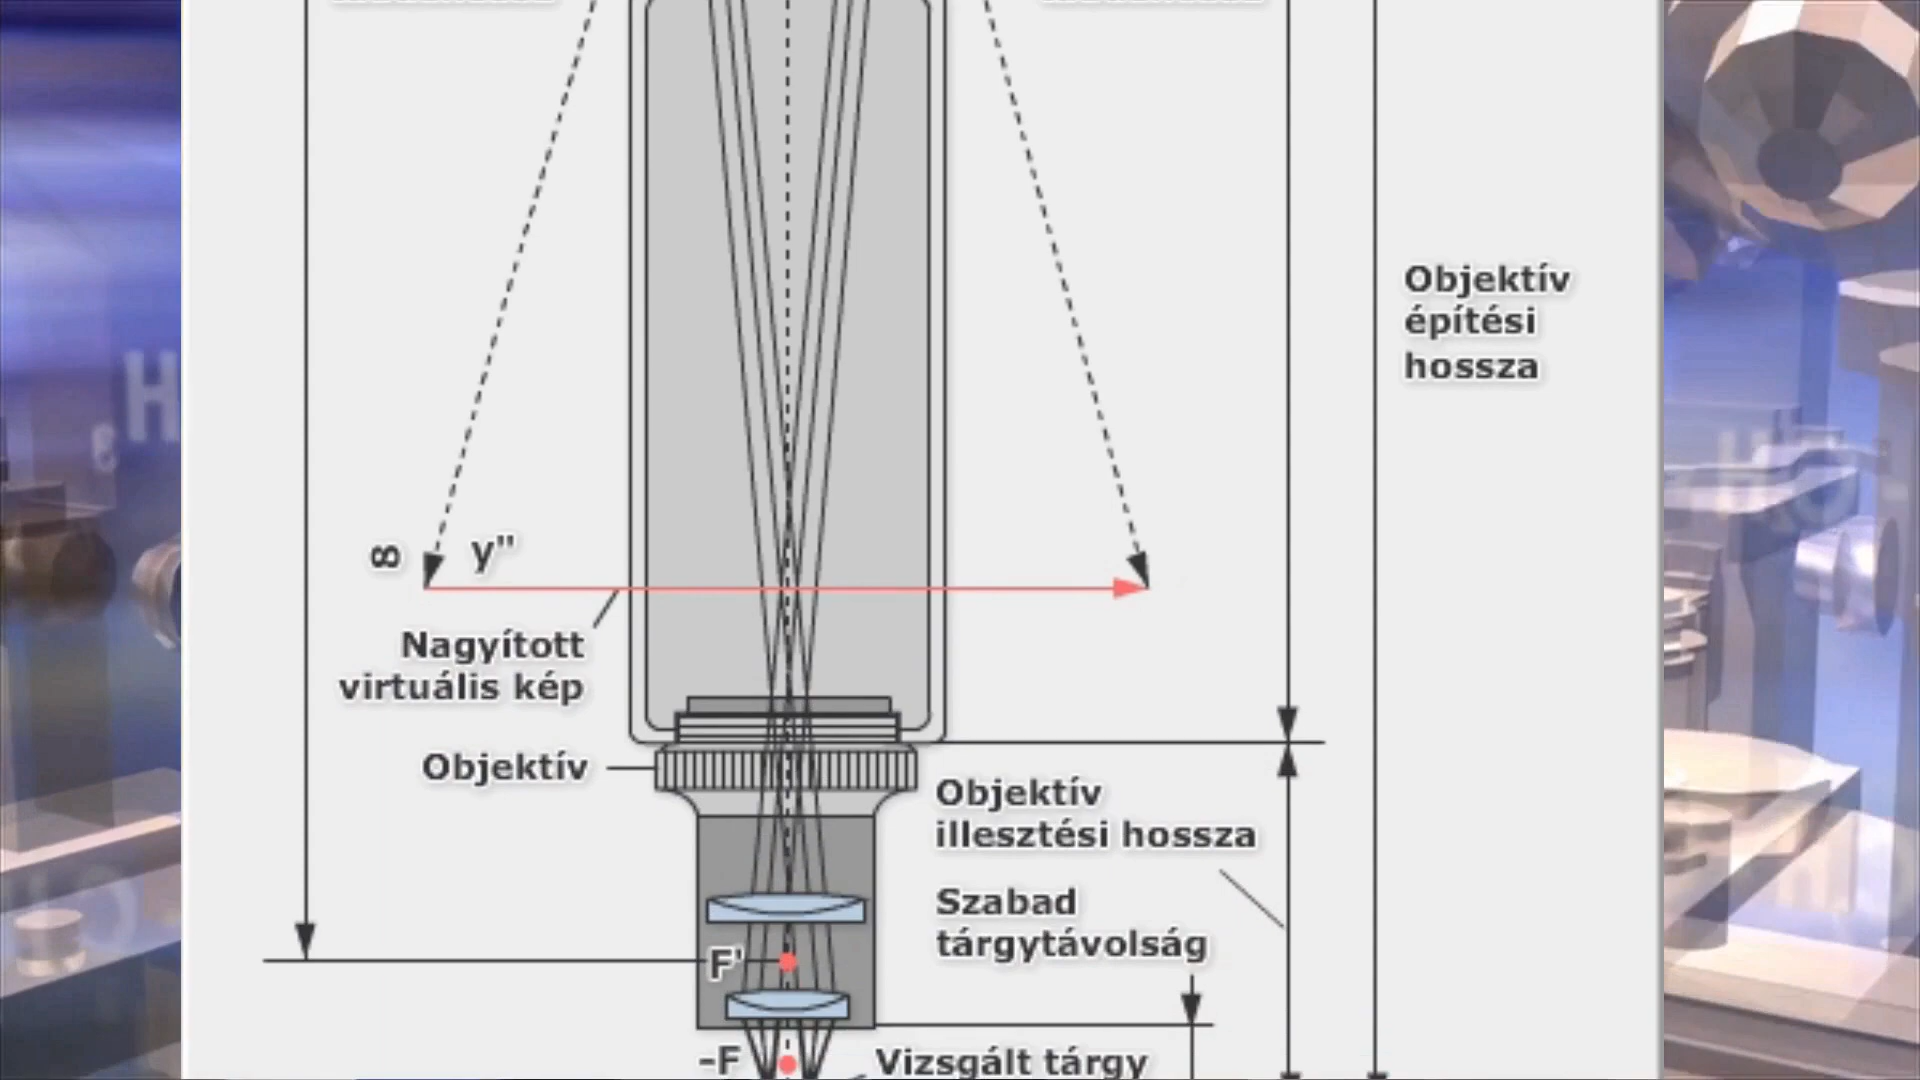 Objektív
építési
hossza
∞
y"
Nagyított
virtuális kép
Objektív
Objektív
illesztési hossza
Szabad
tárgytávolság
F'
-F
Vizsgált tárgy